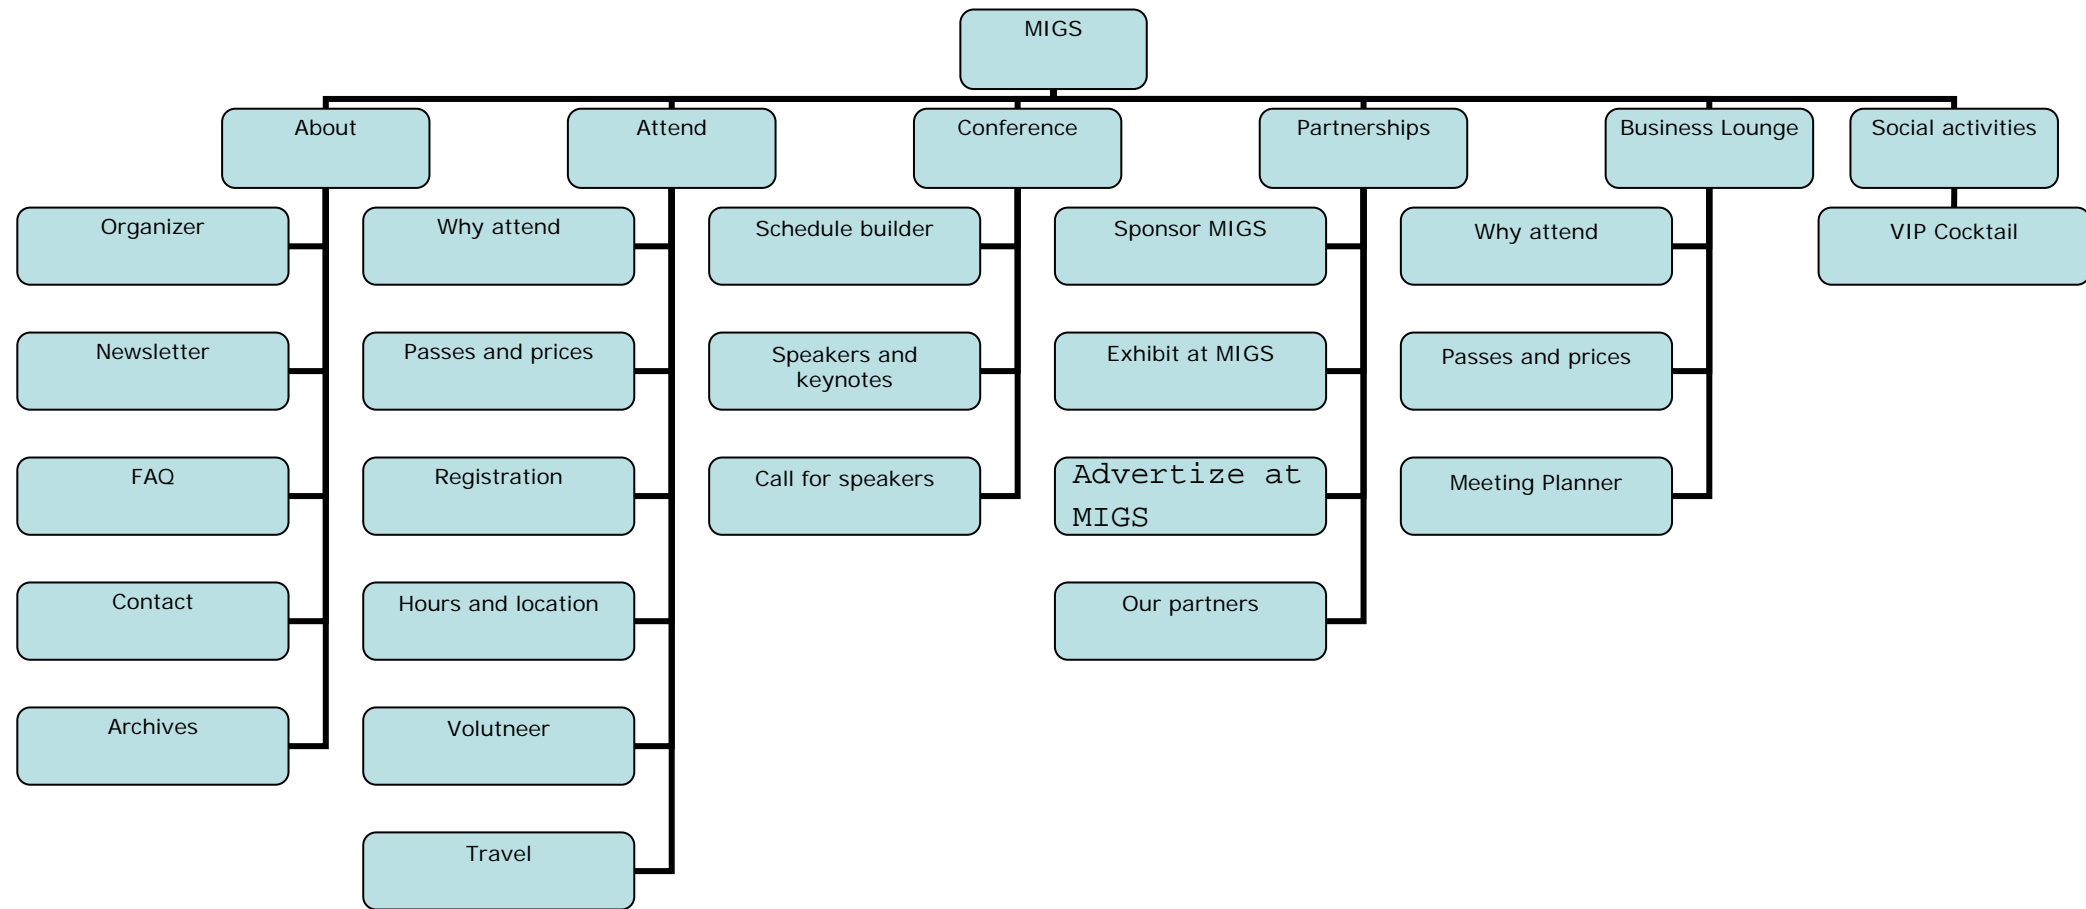 MIGS
About
Attend
Conference
Partnerships
Business Lounge
Social activities
Organizer
Why attend
Schedule builder
Sponsor MIGS
Why attend
VIP Cocktail
Newsletter
Passes and prices
Speakers and
keynotes
Exhibit at MIGS
Passes and prices
FAQ
Registration
Call for speakers
Advertize at
MIGS
Meeting Planner
Contact
Hours and location
Our partners
Archives
Volutneer
Travel